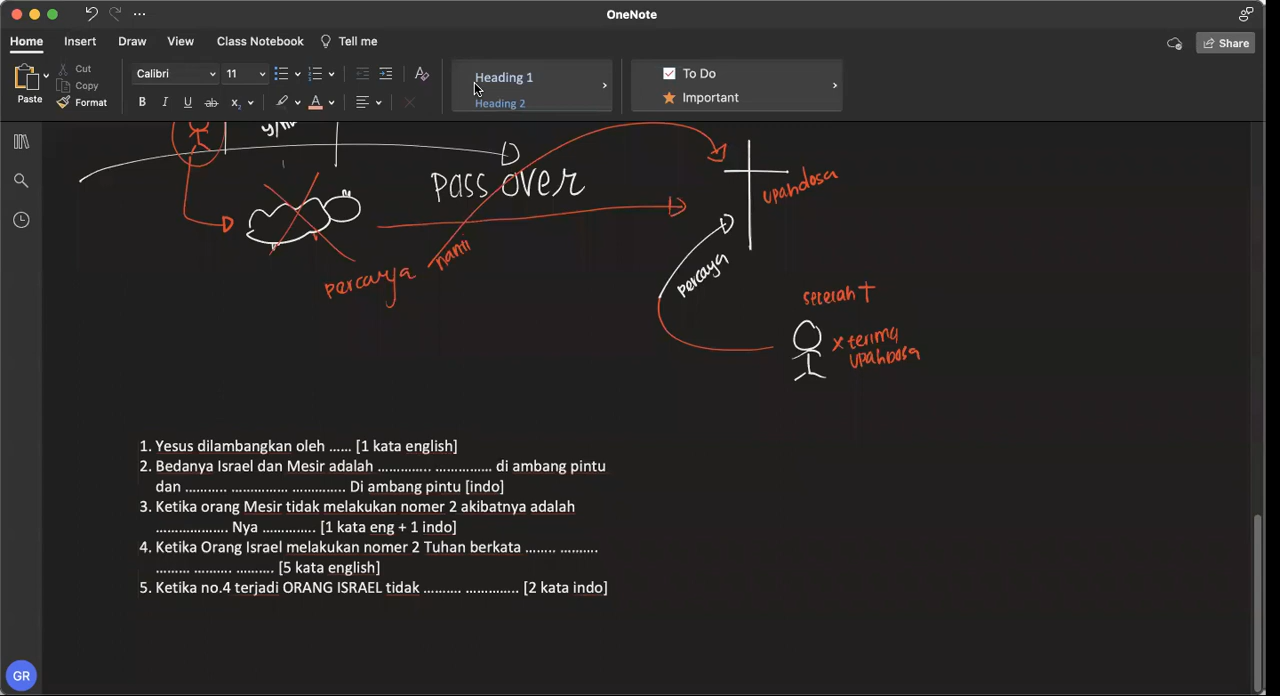 OneNote
Home Insert Draw View Class Notebook Tell me
Share
Paste
Cut
Copy
Format
Calibri 11
B I U ab x₂ A
Heading 1
Heading 2
To Do
Important
pass over
upahdosa
percaya
nanti
percaya
setelah †
x terima
upahdosa
1. Yesus dilambangkan oleh ...... [1 kata english]
2. Bedanya Israel dan Mesir adalah ............. ............... di ambang pintu
dan ........... ............... .............. Di ambang pintu [indo]
3. Ketika orang Mesir tidak melakukan nomer 2 akibatnya adalah
................... Nya .............. [1 kata eng + 1 indo]
4. Ketika Orang Israel melakukan nomer 2 Tuhan berkata ........ ..........
......... .......... .......... [5 kata english]
5. Ketika no.4 terjadi ORANG ISRAEL tidak .......... .............. [2 kata indo]
GR